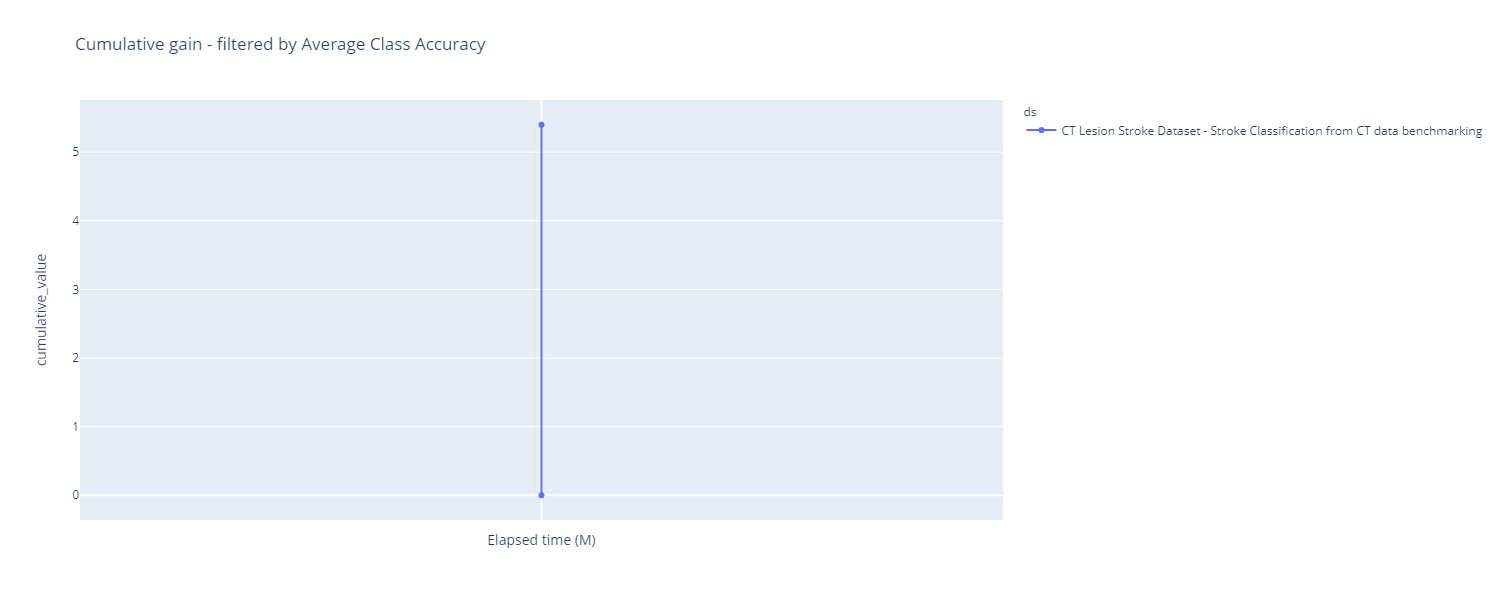 Cumulative gain - filtered by Average Class Accuracy
ds
CT Lesion Stroke Dataset - Stroke Classification from CT data benchmarking
5
4
3
2
1
0
cumulative_value
Elapsed time (M)